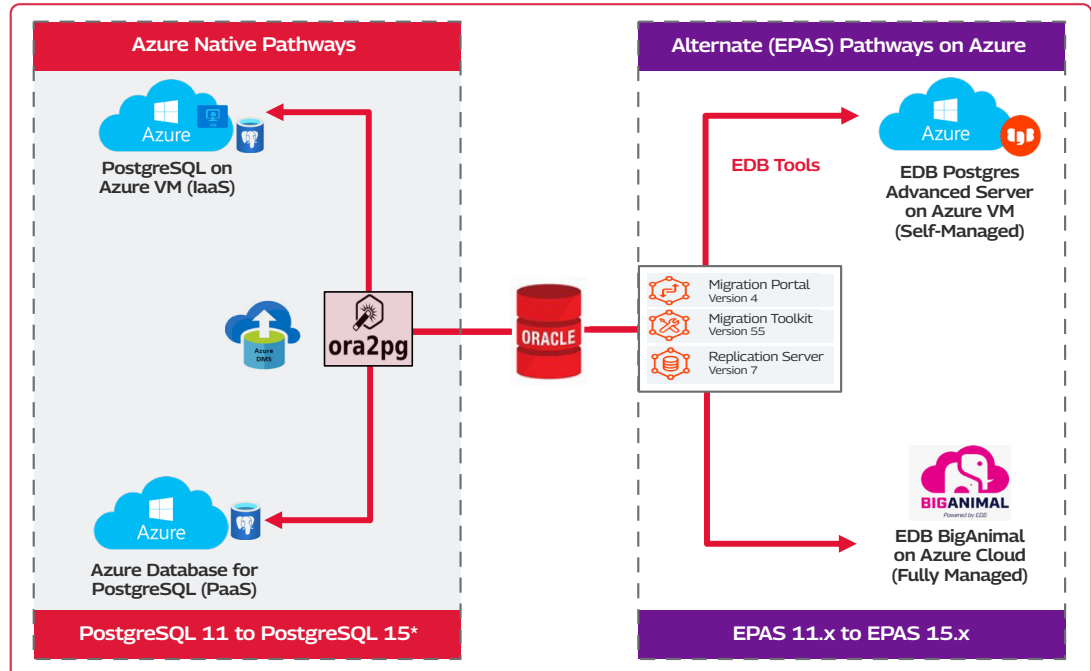 Azure Native Pathways
Azure
PostgreSQL on
Azure VM (IaaS)
Azure
DMS
ora2pg
Azure
Azure Database for
PostgreSQL (PaaS)
PostgreSQL 11 to PostgreSQL 15*
ORACLE
Alternate (EPAS) Pathways on Azure
EDB Tools
Azure
EDB Postgres
Advanced Server
on Azure VM
(Self-Managed)
Migration Portal
Version 4
Migration Toolkit
Version 55
Replication Server
Version 7
BIGANIMAL
Powered by EDB
EDB BigAnimal
on Azure Cloud
(Fully Managed)
EPAS 11.x to EPAS 15.x